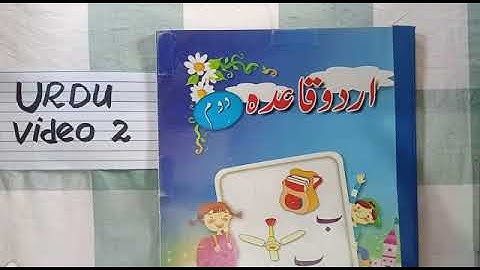 URDU
Video 2
اردو قاعدہ
دوم
ب
پ